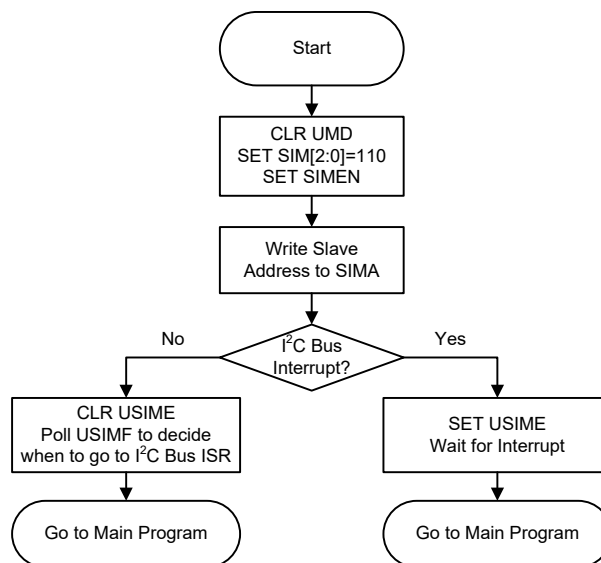 Start
CLR UMD
SET SIM[2:0]=110
SET SIMEN
Write Slave
Address to SIMA
No
I²C Bus
Interrupt?
Yes
CLR USIME
Poll USIMF to decide
when to go to I²C Bus ISR
SET USIME
Wait for Interrupt
Go to Main Program
Go to Main Program